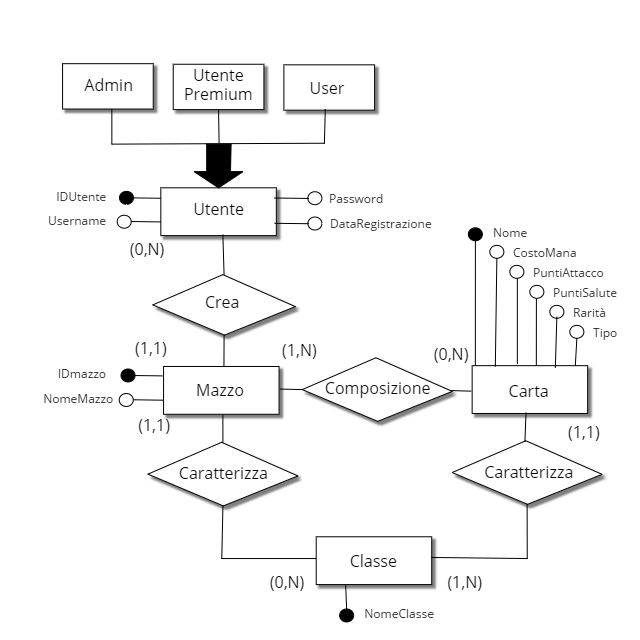 Admin
Utente
Premium
User
IDUtente
Username
Utente
Password
DataRegistrazione
(0,N)
Crea
Nome
CostoMana
PuntiAttacco
PuntiSalute
Rarità
Tipo
(1,1)
(1,N)
(0,N)
IDmazzo
NomeMazzo
Mazzo
Composizione
Carta
(1,1)
(1,1)
Caratterizza
Caratterizza
Classe
(0,N)
(1,N)
NomeClasse